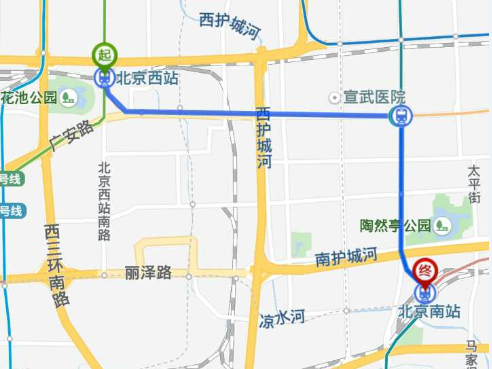 西护城河
起
北京西站
花池公园
宣武医院
广安路
西护城河
太平街
号线
北京西站南路
号线
陶然亭公园
西三环南路
南护城河
丽泽路
终
凉水河
北京南站
马家